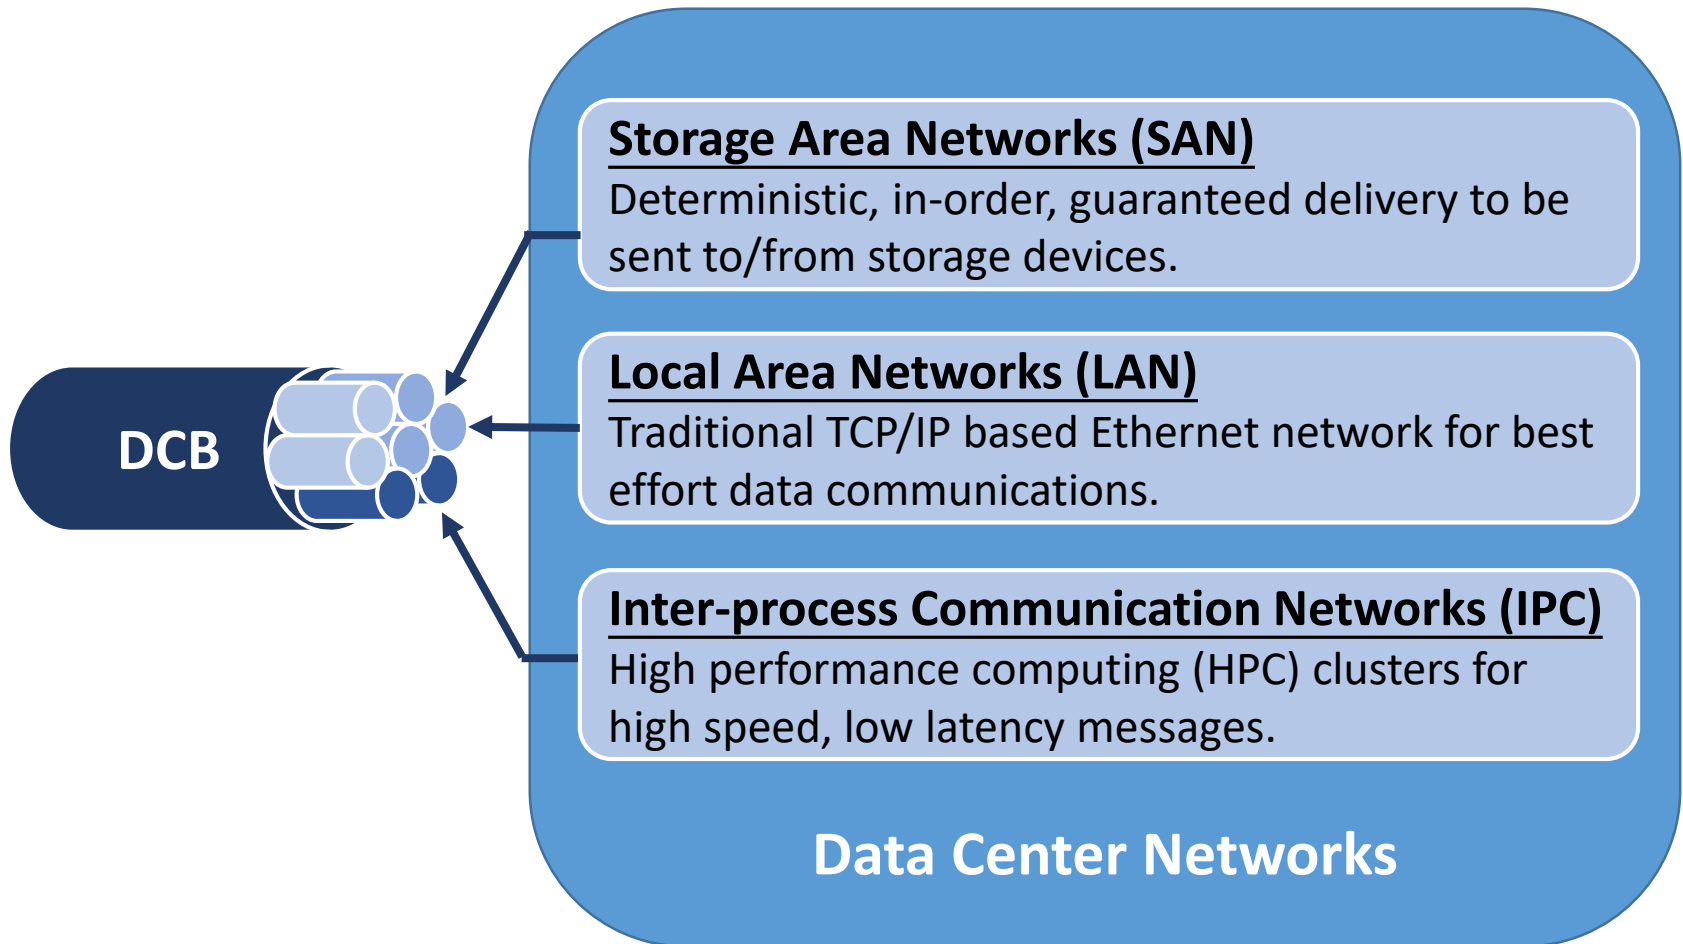 Storage Area Networks (SAN)
Deterministic, in-order, guaranteed delivery to be
sent to/from storage devices.
Local Area Networks (LAN)
Traditional TCP/IP based Ethernet network for best
effort data communications.
DCB
Inter-process Communication Networks (IPC)
High performance computing (HPC) clusters for
high speed, low latency messages.
Data Center Networks